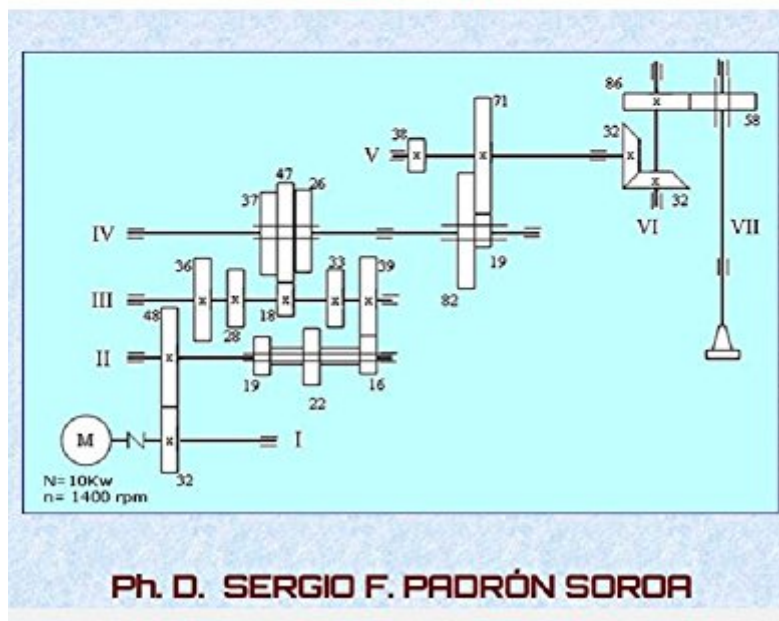 86
71
58
38
32
V
47
26
37
32
VI
VII
IV
19
36
33
39
82
III
48
18
28
II
19
16
22
M
I
N=10Kw
n= 1400 rpm
32
Ph. D. SERGIO F. PADRÓN SOROA